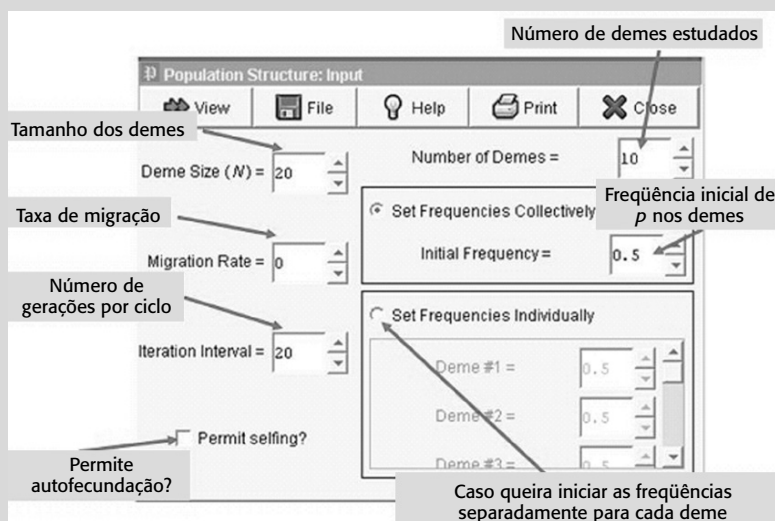 Número de demes estudados
Population Structure: Input
View File Help Print Close
Tamanho dos demes
Deme Size (N) = 20
Number of Demes = 10
Freqüência inicial de
p nos demes
Taxa de migração
Set Frequencies Collectively
Migration Rate = 0
Initial Frequency = 0.5
Número de
gerações por ciclo
Set Frequencies Individually
Iteration Interval = 20
Deme #1 = 0.5
Deme #2 = 0.5
Permit selfing?
Deme #3 = 0.5
Permite
autofecundação?
Caso queira iniciar as freqüências
separadamente para cada deme